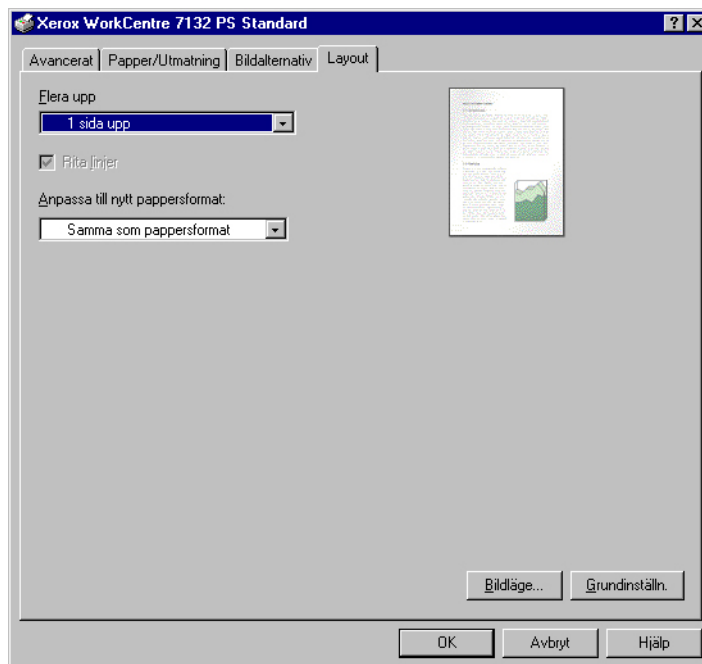 Xerox WorkCentre 7132 PS Standard
Avancerat Papper/Utmatning Bildalternativ Layout
Flera upp
1 sida upp
Rita linjer
Anpassa till nytt pappersformat:
Samma som pappersformat
Bildläge... Grundinställn.
OK Avbryt Hjälp